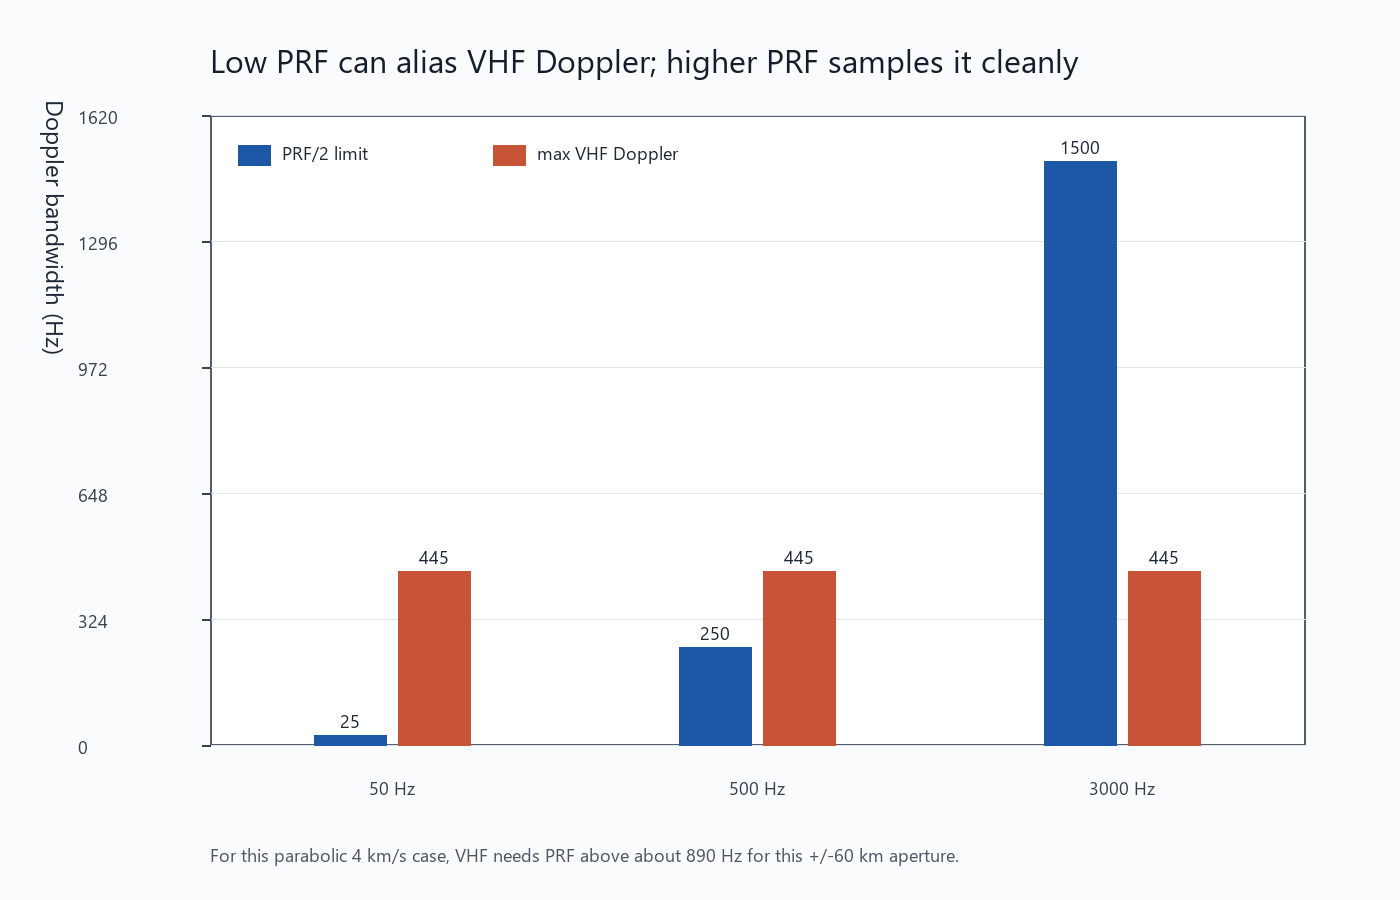 Low PRF can alias VHF Doppler; higher PRF samples it cleanly
Doppler bandwidth (Hz)
1620
1296
972
648
324
0
PRF/2 limit
max VHF Doppler
25
445
250
445
1500
445
50 Hz
500 Hz
3000 Hz
For this parabolic 4 km/s case, VHF needs PRF above about 890 Hz for this +/-60 km aperture.